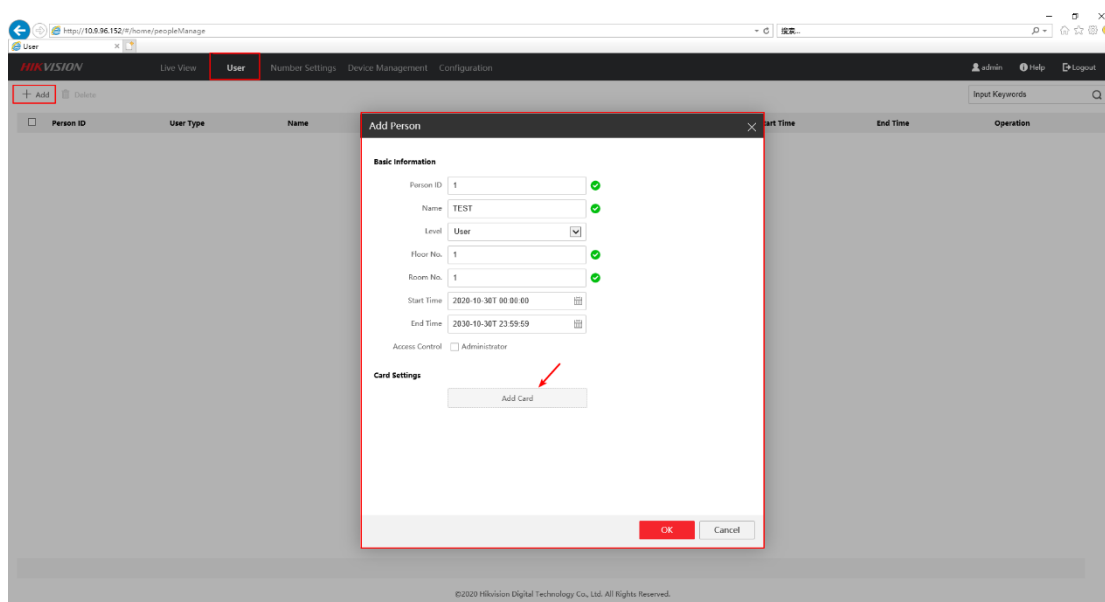 http://10.9.96.152/#/home/peopleManage
搜索...
User
HIKVISION Live View User Number Settings Device Management Configuration admin Help Logout
Add Delete Input Keywords
Person ID User Type Name tart Time End Time Operation
Add Person
Basic Information
Person ID 1
Name TEST
Level User
Floor No. 1
Room No. 1
Start Time 2020-10-30T 00:00:00
End Time 2030-10-30T 23:59:59
Access Control Administrator
Card Settings
Add Card
OK Cancel
©2020 Hikvision Digital Technology Co., Ltd. All Rights Reserved.